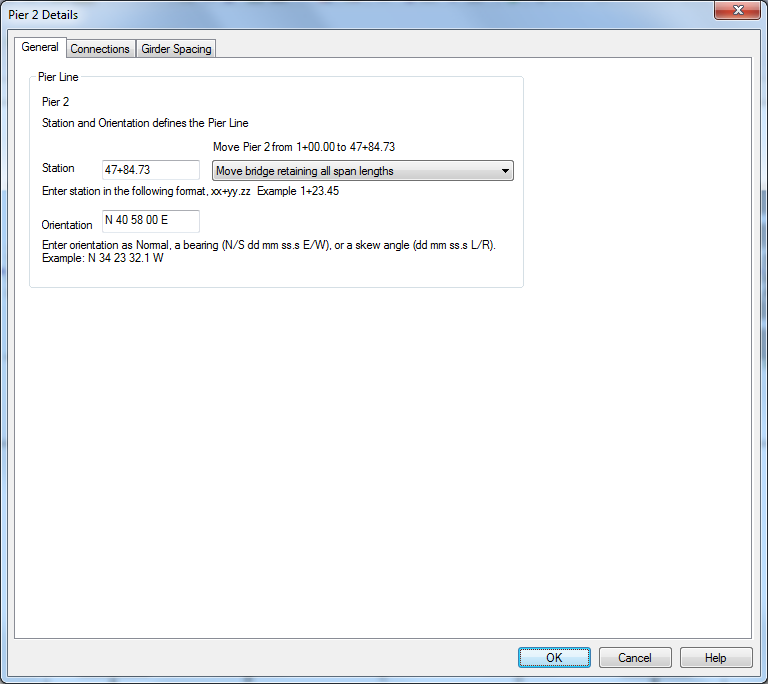 Pier 2 Details
General Connections Girder Spacing
Pier Line
Pier 2
Station and Orientation defines the Pier Line
Move Pier 2 from 1+00.00 to 47+84.73
Station 47+84.73 Move bridge retaining all span lengths
Enter station in the following format, xx+yy.zz Example 1+23.45
Orientation N 40 58 00 E
Enter orientation as Normal, a bearing (N/S dd mm ss.s E/W), or a skew angle (dd mm ss.s L/R).
Example: N 34 23 32.1 W
OK Cancel Help